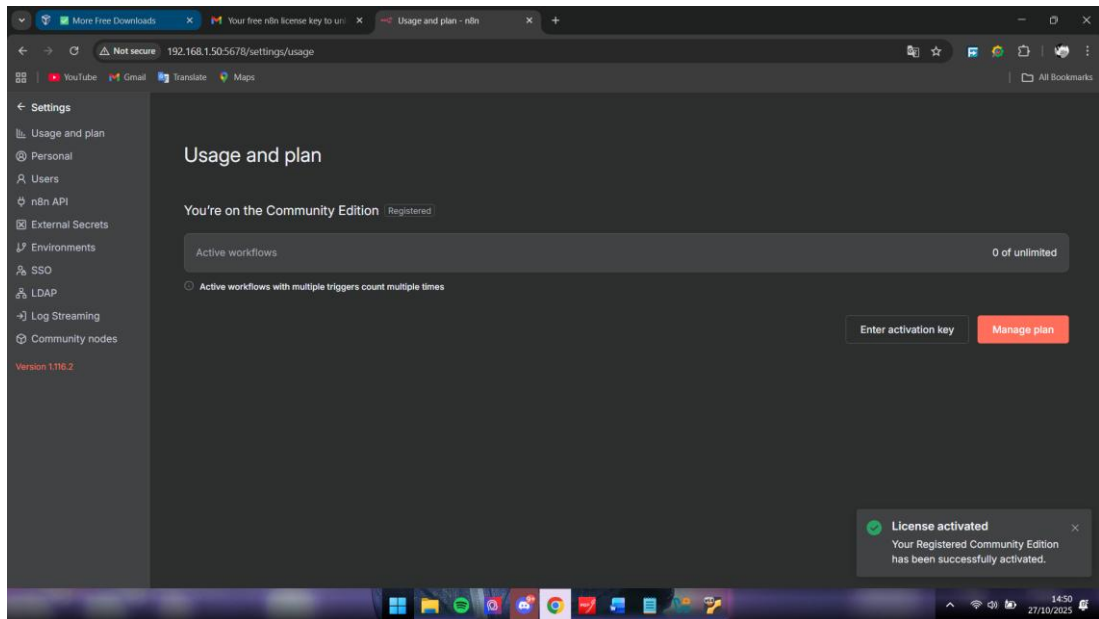 More Free Downloads
Your free n8n license key to un
Usage and plan - n8n
Not secure 192.168.1.50:5678/settings/usage
YouTube Gmail Translate Maps All Bookmarks
Settings
Usage and plan
Personal
Users
n8n API
External Secrets
Environments
SSO
LDAP
Log Streaming
Community nodes
Version 1.116.2
Usage and plan
You're on the Community Edition Registered
Active workflows 0 of unlimited
Active workflows with multiple triggers count multiple times
Enter activation key Manage plan
License activated
Your Registered Community Edition
has been successfully activated.
14:50
27/10/2025